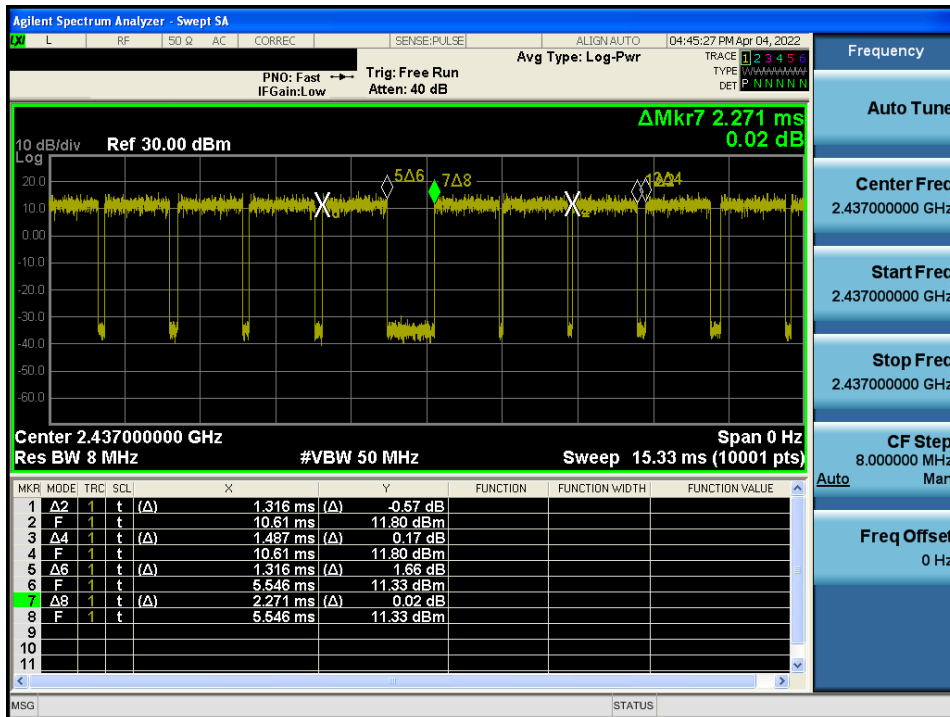 Agilent Spectrum Analyzer - Swept SA
LXI L RF 50 Ω AC CORREC SENSE:PULSE ALIGN AUTO 04:45:27 PM Apr 04, 2022
PNO: Fast
IFGain:Low
Trig: Free Run
Atten: 40 dB
Avg Type: Log-Pwr
TRACE 1 2 3 4 5 6
TYPE
DET P N N N N N
ΔMkr7 2.271 ms
0.02 dB
10 dB/div
Log
Ref 30.00 dBm
20.0
10.0
0.00
-10.0
-20.0
-30.0
-40.0
-50.0
-60.0
5Δ6
7Δ8
Center 2.437000000 GHz
Span 0 Hz
Res BW 8 MHz
#VBW 50 MHz
Sweep 15.33 ms (10001 pts)
MKR MODE TRC SCL X Y FUNCTION FUNCTION WIDTH FUNCTION VALUE
1 Δ2 1 t (Δ) 1.316 ms (Δ) -0.57 dB
2 F 1 t 10.61 ms 11.80 dBm
3 Δ4 1 t (Δ) 1.487 ms (Δ) 0.17 dB
4 F 1 t 10.61 ms 11.80 dBm
5 Δ6 1 t (Δ) 1.316 ms (Δ) 1.66 dB
6 F 1 t 5.546 ms 11.33 dBm
7 Δ8 1 t (Δ) 2.271 ms (Δ) 0.02 dB
8 F 1 t 5.546 ms 11.33 dBm
9
10
11
MSG
STATUS
Frequency
Auto Tune
Center Freq
2.437000000 GHz
Start Freq
2.437000000 GHz
Stop Freq
2.437000000 GHz
CF Step
8.000000 MHz
Auto Man
Freq Offset
0 Hz